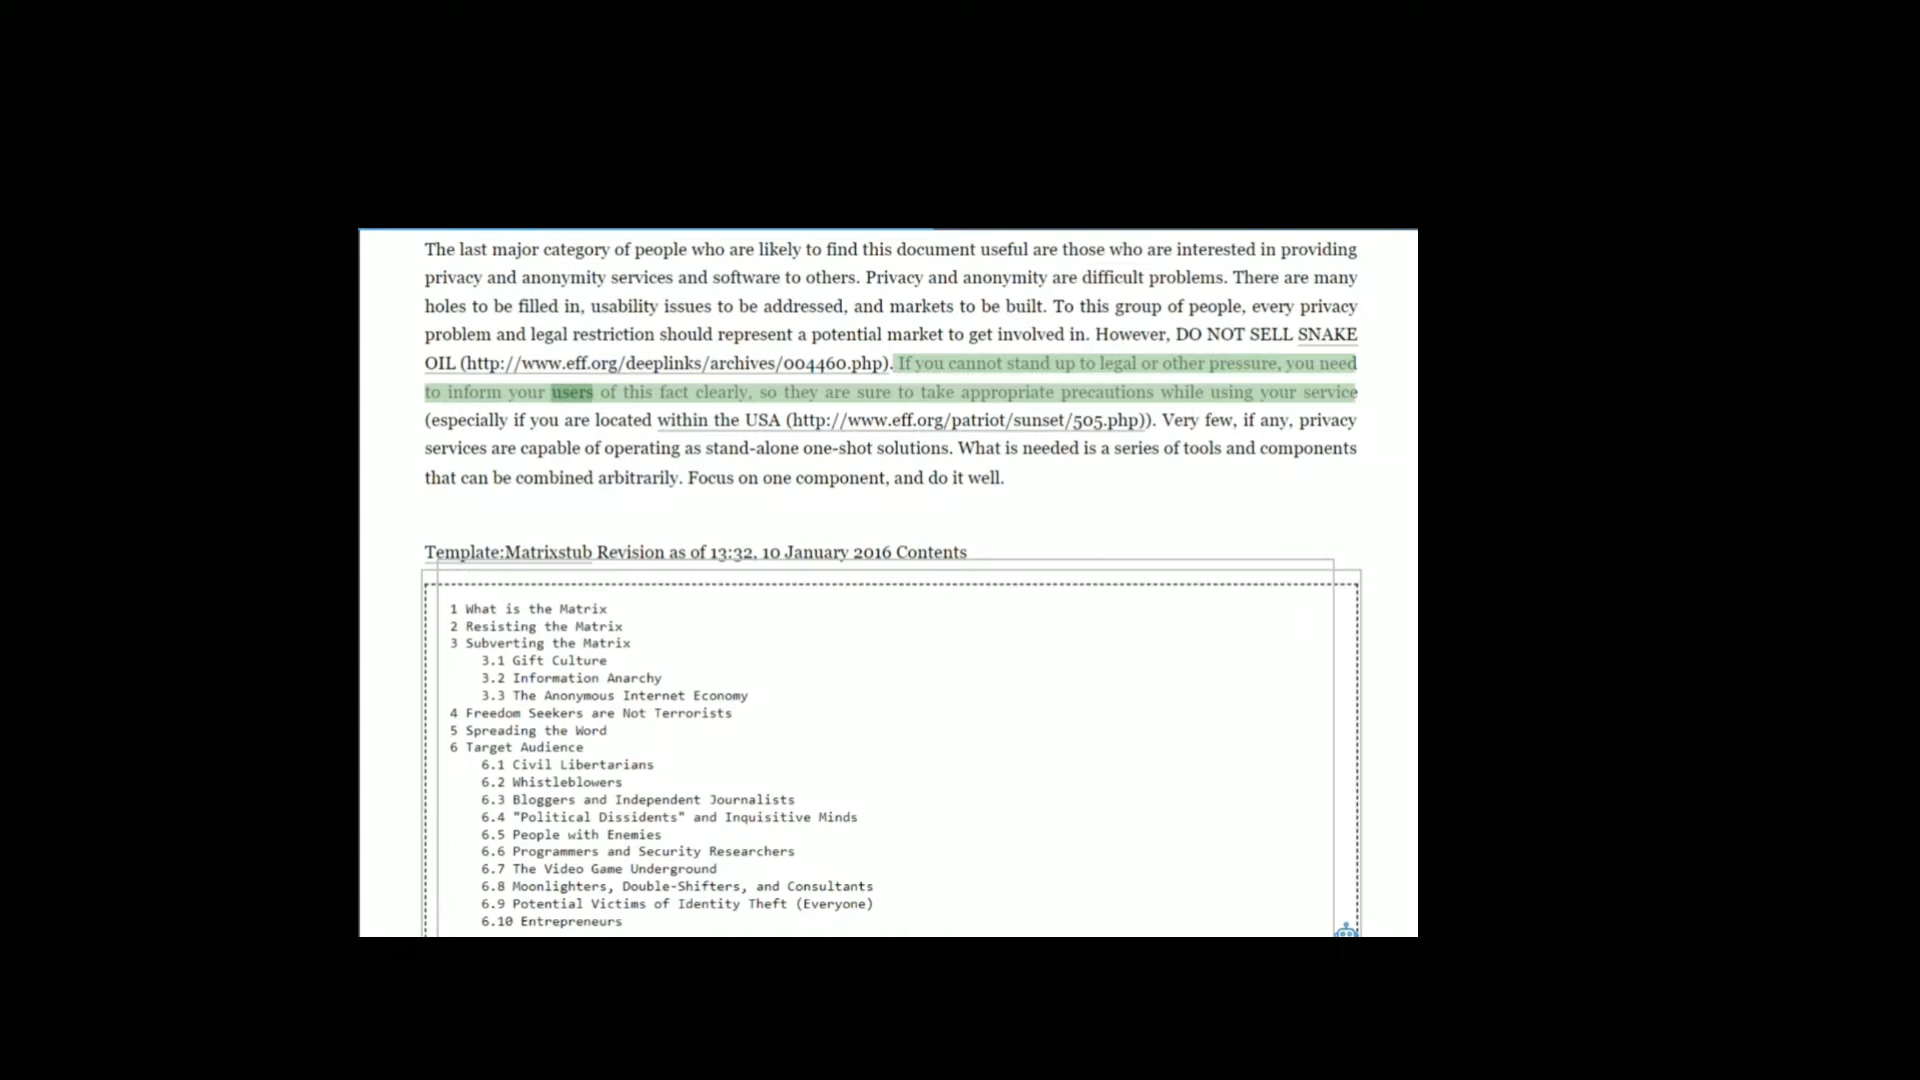 The last major category of people who are likely to find this document useful are those who are interested in providing
privacy and anonymity services and software to others. Privacy and anonymity are difficult problems. There are many
holes to be filled in, usability issues to be addressed, and markets to be built. To this group of people, every privacy
problem and legal restriction should represent a potential market to get involved in. However, DO NOT SELL SNAKE
OIL (http://www.eff.org/deeplinks/archives/004460.php). If you cannot stand up to legal or other pressure, you need
to inform your users of this fact clearly, so they are sure to take appropriate precautions while using your service
(especially if you are located within the USA (http://www.eff.org/patriot/sunset/505.php)). Very few, if any, privacy
services are capable of operating as stand-alone one-shot solutions. What is needed is a series of tools and components
that can be combined arbitrarily. Focus on one component, and do it well.
Template:Matrixstub Revision as of 13:32, 10 January 2016 Contents
1 What is the Matrix
2 Resisting the Matrix
3 Subverting the Matrix
3.1 Gift Culture
3.2 Information Anarchy
3.3 The Anonymous Internet Economy
4 Freedom Seekers are Not Terrorists
5 Spreading the Word
6 Target Audience
6.1 Civil Libertarians
6.2 Whistleblowers
6.3 Bloggers and Independent Journalists
6.4 "Political Dissidents" and Inquisitive Minds
6.5 People with Enemies
6.6 Programmers and Security Researchers
6.7 The Video Game Underground
6.8 Moonlighters, Double-Shifters, and Consultants
6.9 Potential Victims of Identity Theft (Everyone)
6.10 Entrepreneurs